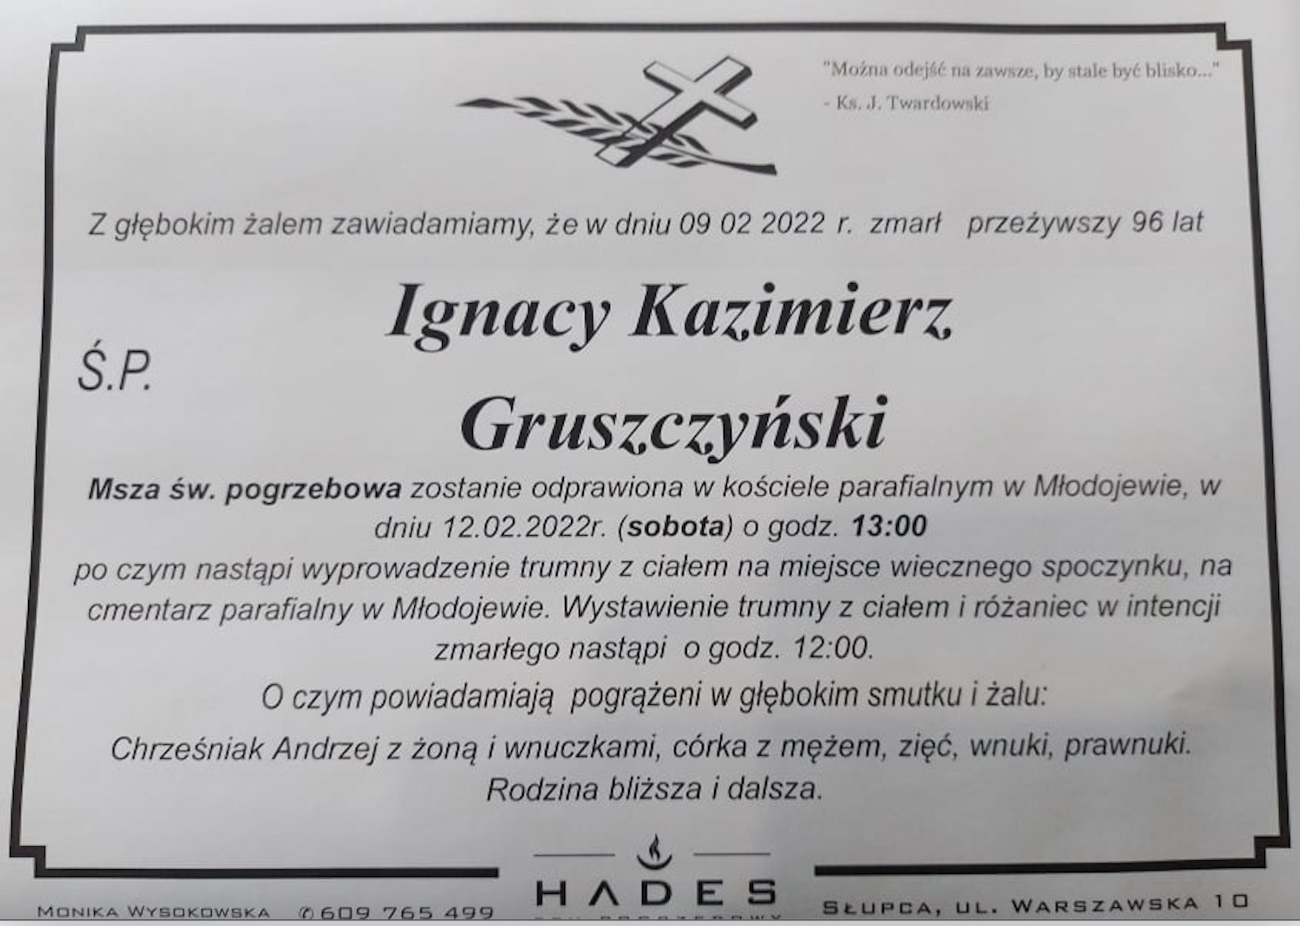 "Można odejść na zawsze, by stale być blisko..."
- Ks. J. Twardowski
Z głębokim żalem zawiadamiamy, że w dniu 09 02 2022 r. zmarł przeżywszy 96 lat
Ignacy Kazimierz
Ś.P.
Gruszczyński
Msza św. pogrzebowa zostanie odprawiona w kościele parafialnym w Młodojewie, w
dniu 12.02.2022r. (sobota) o godz. 13:00
po czym nastąpi wyprowadzenie trumny z ciałem na miejsce wiecznego spoczynku, na
cmentarz parafialny w Młodojewie. Wystawienie trumny z ciałem i różaniec w intencji
zmarłego nastąpi o godz. 12:00.
O czym powiadamiają pogrążeni w głębokim smutku i żalu:
Chrześniak Andrzej z żoną i wnuczkami, córka z mężem, zięć, wnuki, prawnuki.
Rodzina bliższa i dalsza.
HADES
MONIKA WYSOKOWSKA ✆609 765 499
SŁUPCA, UL. WARSZAWSKA 10